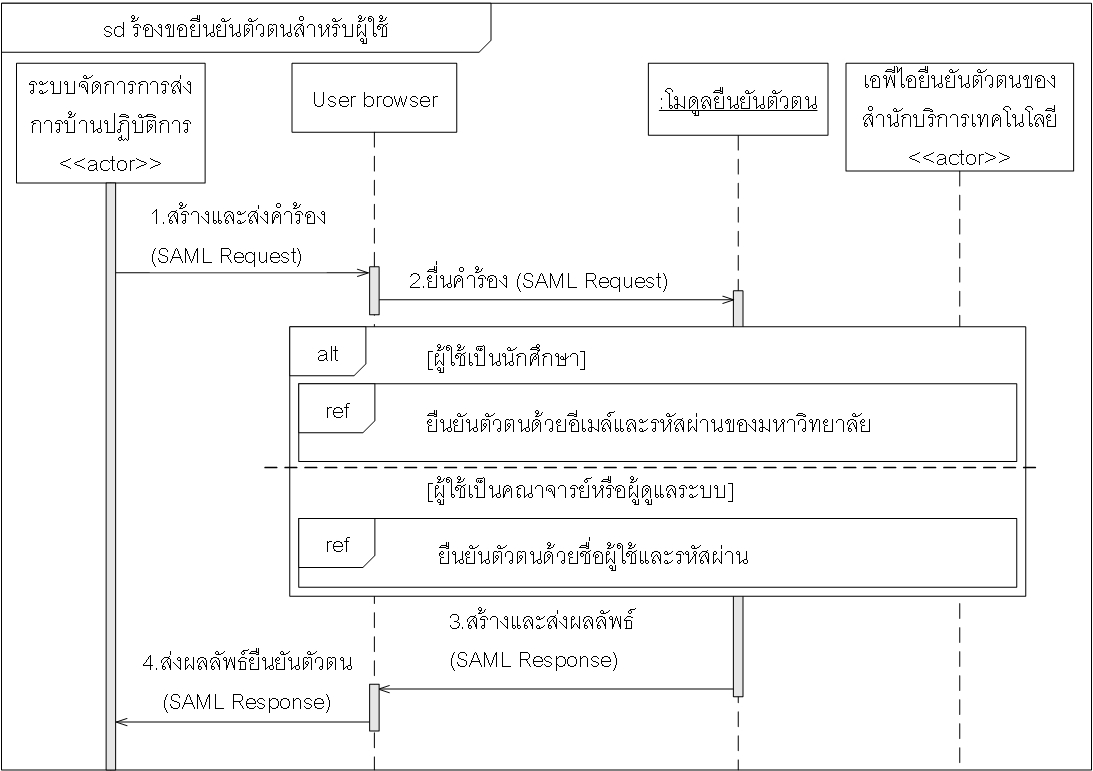 sd ร้องขอยืนยันตัวตนสำหรับผู้ใช้
ระบบจัดการการส่ง
การบ้านปฏิบัติการ
<<actor>>
User browser
:โมดูลยืนยันตัวตน
เอพีไอยืนยันตัวตนของ
สำนักบริการเทคโนโลยี
<<actor>>
1.สร้างและส่งคำร้อง
(SAML Request)
2.ยื่นคำร้อง (SAML Request)
alt
[ผู้ใช้เป็นนักศึกษา]
ref
ยืนยันตัวตนด้วยอีเมล์และรหัสผ่านของมหาวิทยาลัย
[ผู้ใช้เป็นคณาจารย์หรือผู้ดูแลระบบ]
ref
ยืนยันตัวตนด้วยชื่อผู้ใช้และรหัสผ่าน
3.สร้างและส่งผลลัพธ์
(SAML Response)
4.ส่งผลลัพธ์ยืนยันตัวตน
(SAML Response)